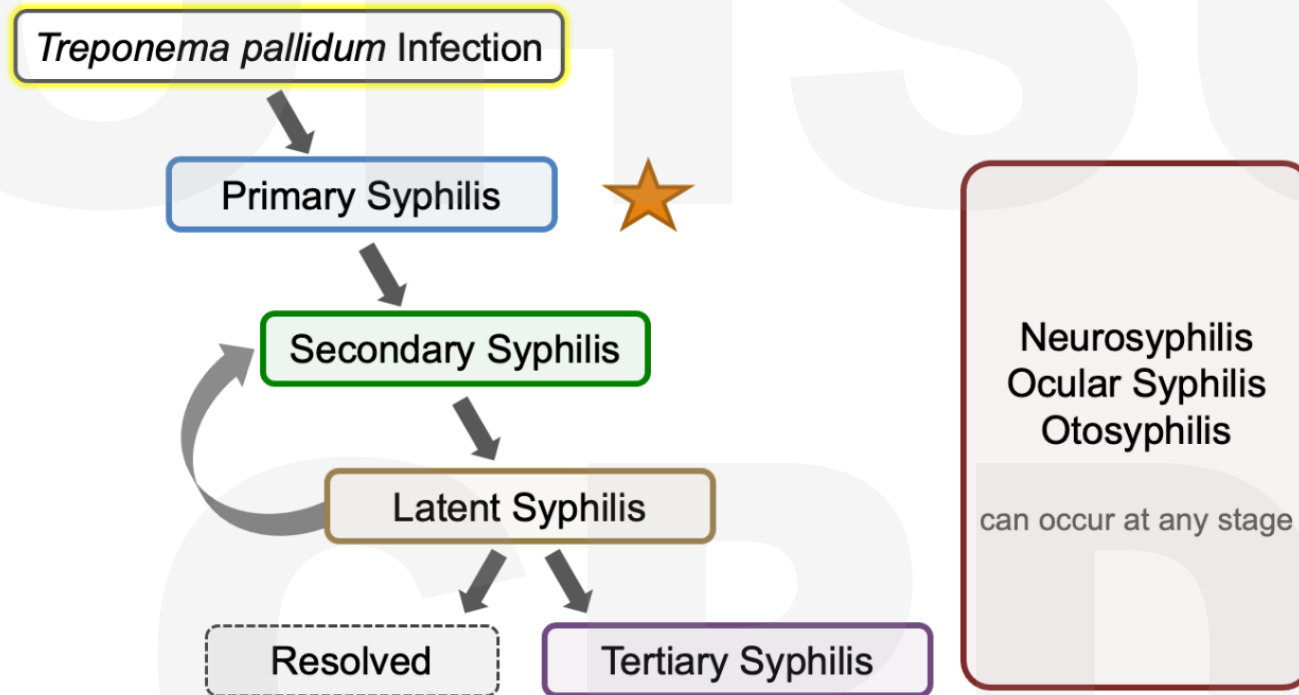 Treponema pallidum Infection
Primary Syphilis
Secondary Syphilis
Latent Syphilis
Resolved
Tertiary Syphilis
Neurosyphilis
Ocular Syphilis
Otosyphilis
can occur at any stage